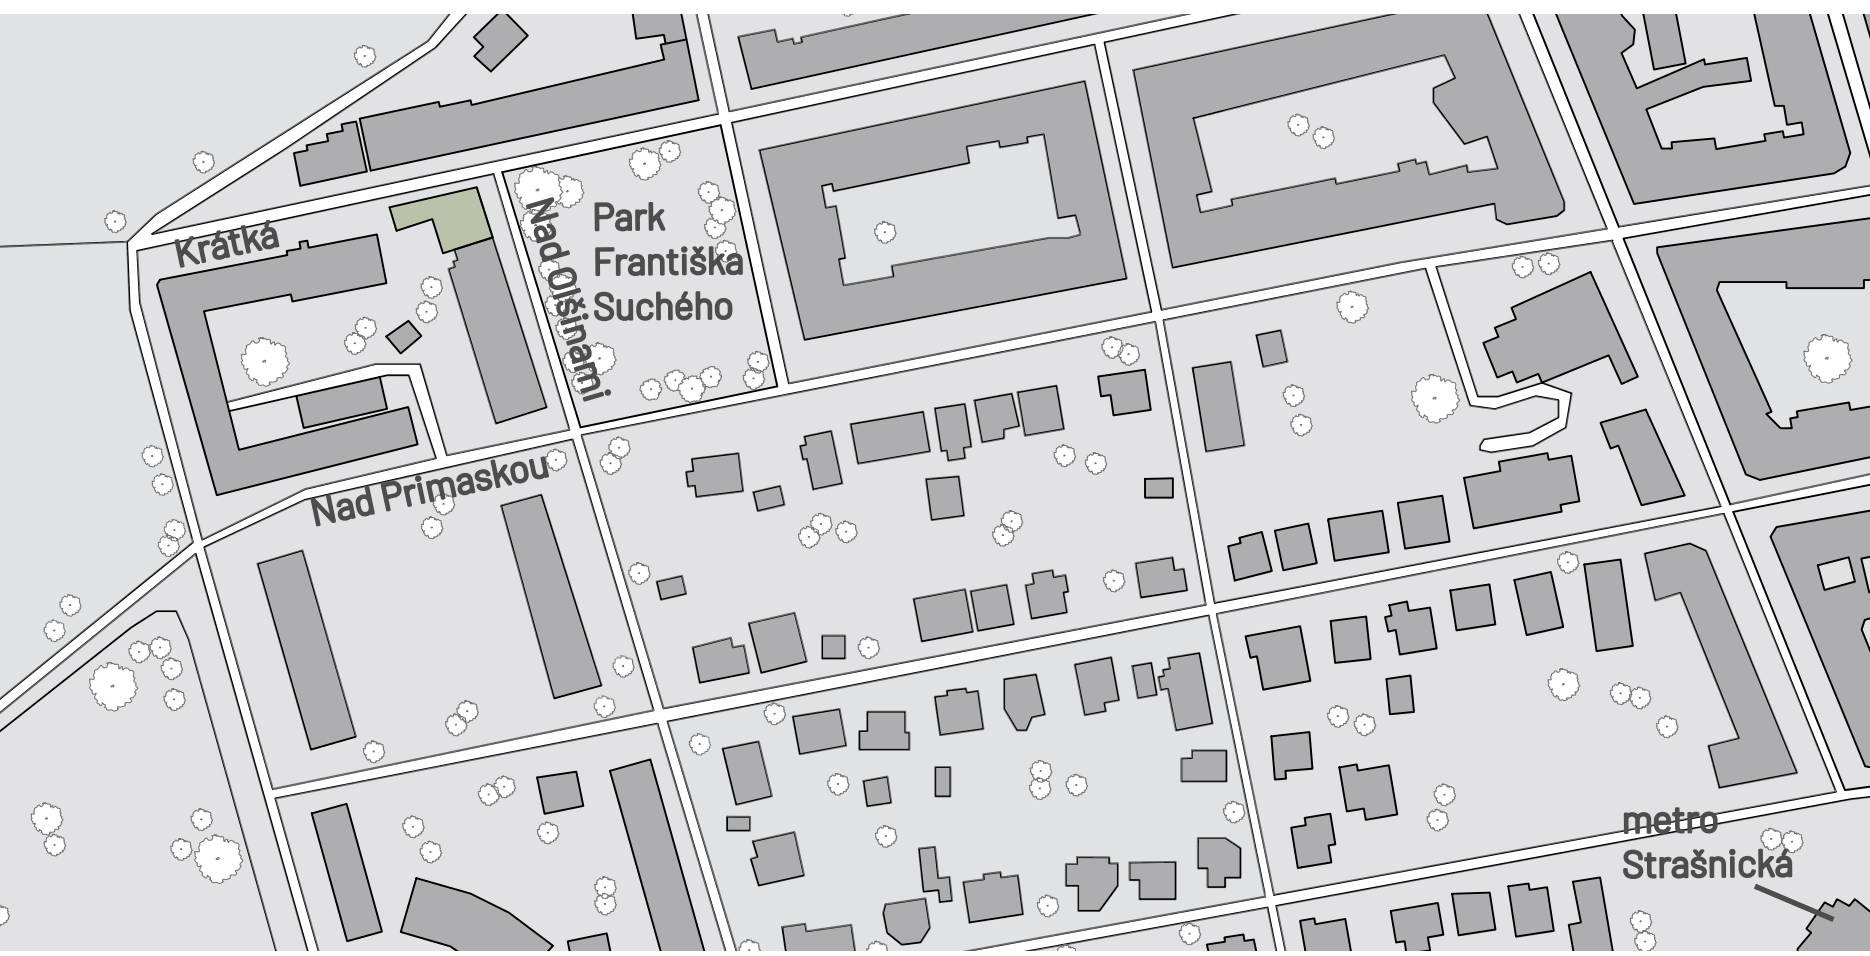 Krátká
Nad Olšinami
Park
Františka
Suchého
Nad Primaskou
metro
Strašnická